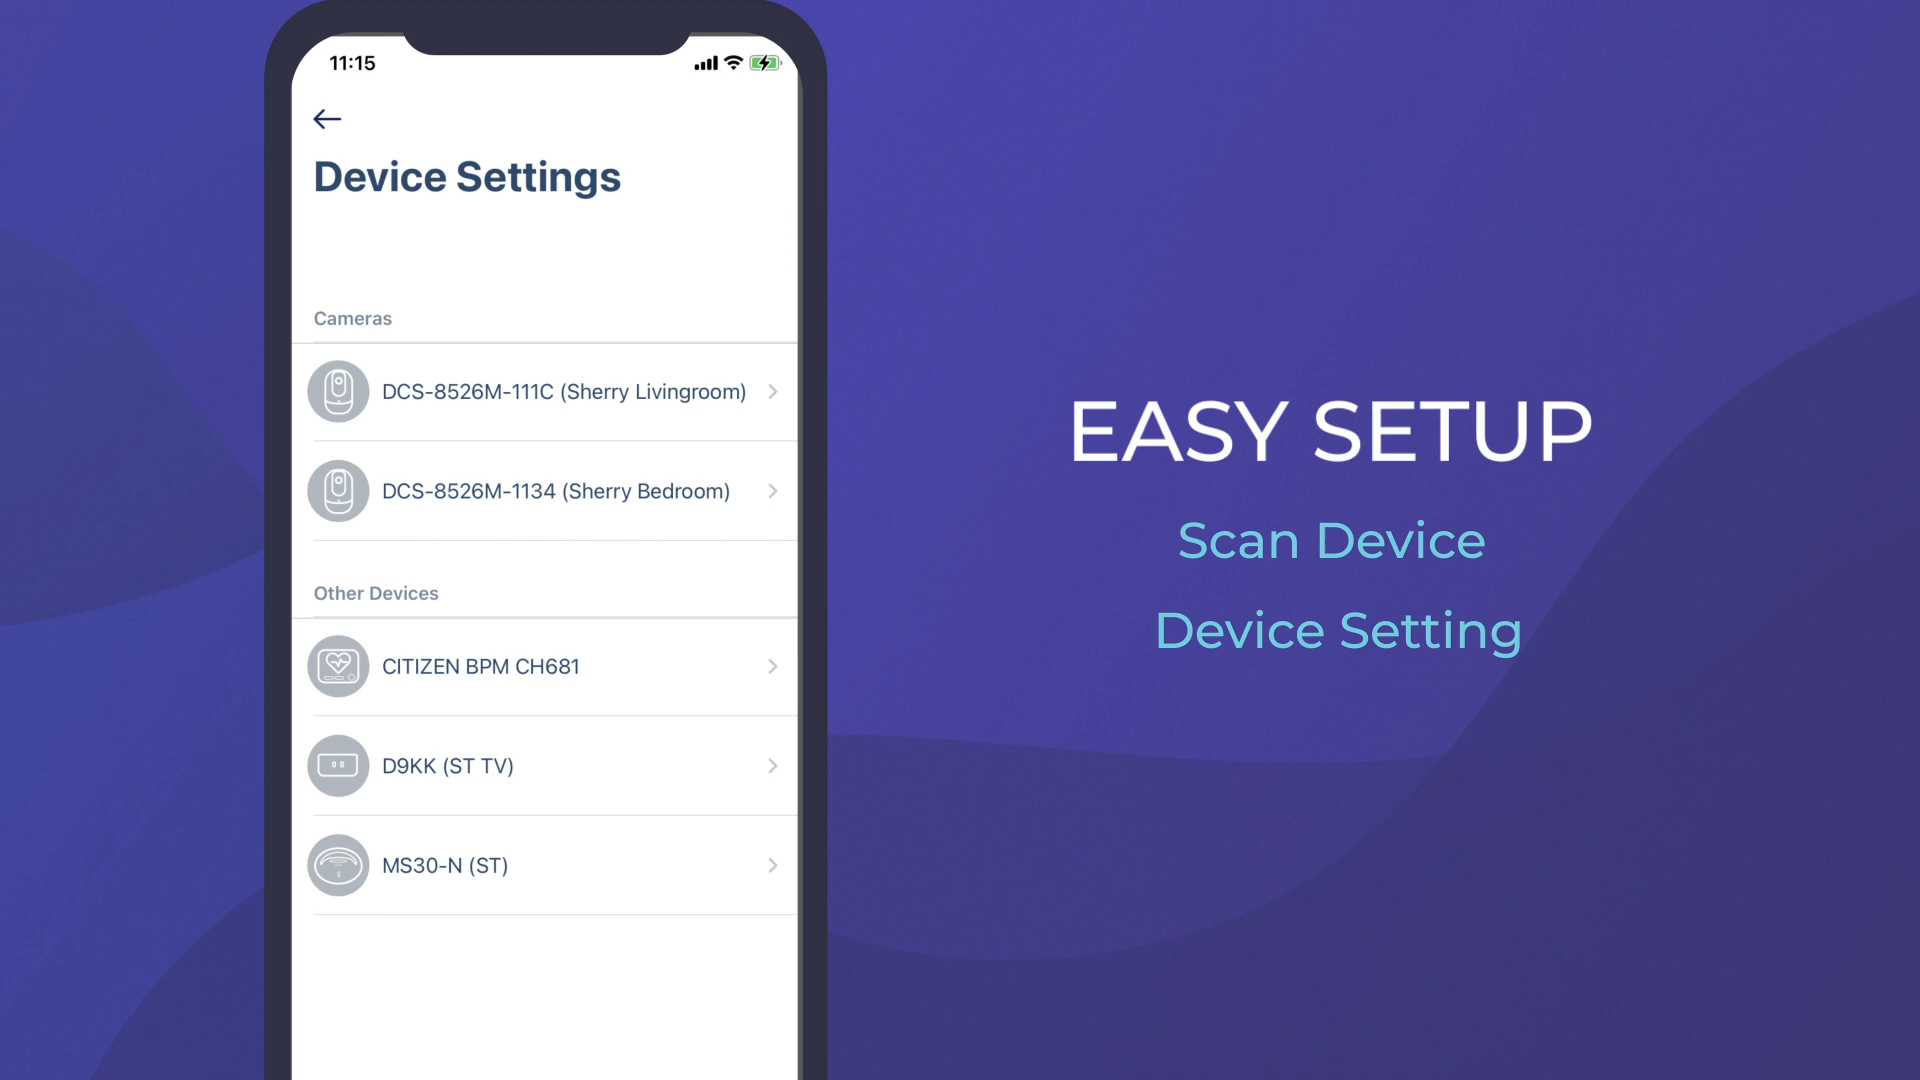 11:15
Device Settings
Cameras
DCS-8526M-111C (Sherry Livingroom)
DCS-8526M-1134 (Sherry Bedroom)
Other Devices
CITIZEN BPM CH681
D9KK (ST TV)
MS30-N (ST)
EASY SETUP
Scan Device
Device Setting